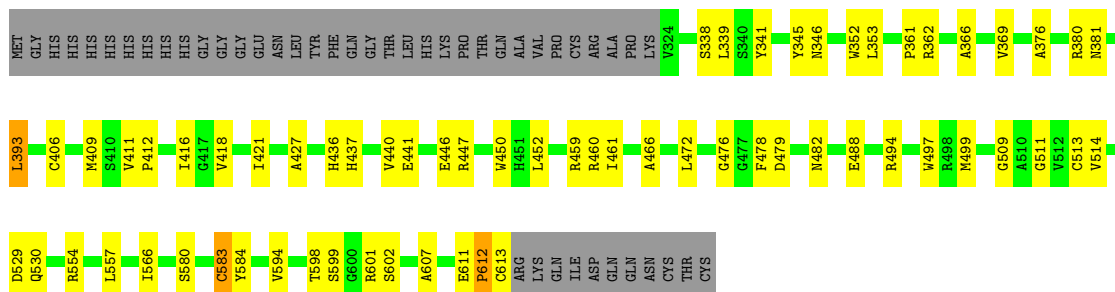 MET GLY HIS HIS HIS HIS HIS HIS HIS HIS HIS HIS GLY GLY GLY GLU ASN LEU TYR PHE GLN GLY THR LEU HIS LYS PRO THR GLN ALA VAL PRO CYS ARG ALA PRO LYS V324 S338 L339 S340 Y341 Y345 N346 W352 L353 P361 R362 A366 V369 A376 R380 N381
L393 C406 M409 S410 V411 P412 I416 G417 V418 I421 A427 H436 H437 V440 E441 E446 R447 W450 H451 L452 R459 R460 I461 A466 L472 G476 G477 F478 D479 N482 E488 R494 W497 R498 M499 G509 A510 G511 V512 C513 V514
D529 Q530 R554 L557 I566 S580 C583 Y584 V594 T598 S599 G600 R601 S602 A607 E611 P612 C613 ARG LYS GLN ILE ASP GLN GLN ASN CYS THR CYS